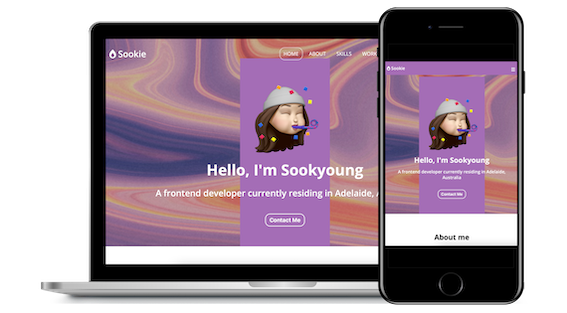 Sookie
HOME ABOUT SKILLS WORK
Hello, I'm Sookyoung
A frontend developer currently residing in Adelaide, A
Contact Me
Sookie
Hello, I'm Sookyoung
A frontend developer currently residing in Adelaide,
Australia
Contact Me
About me